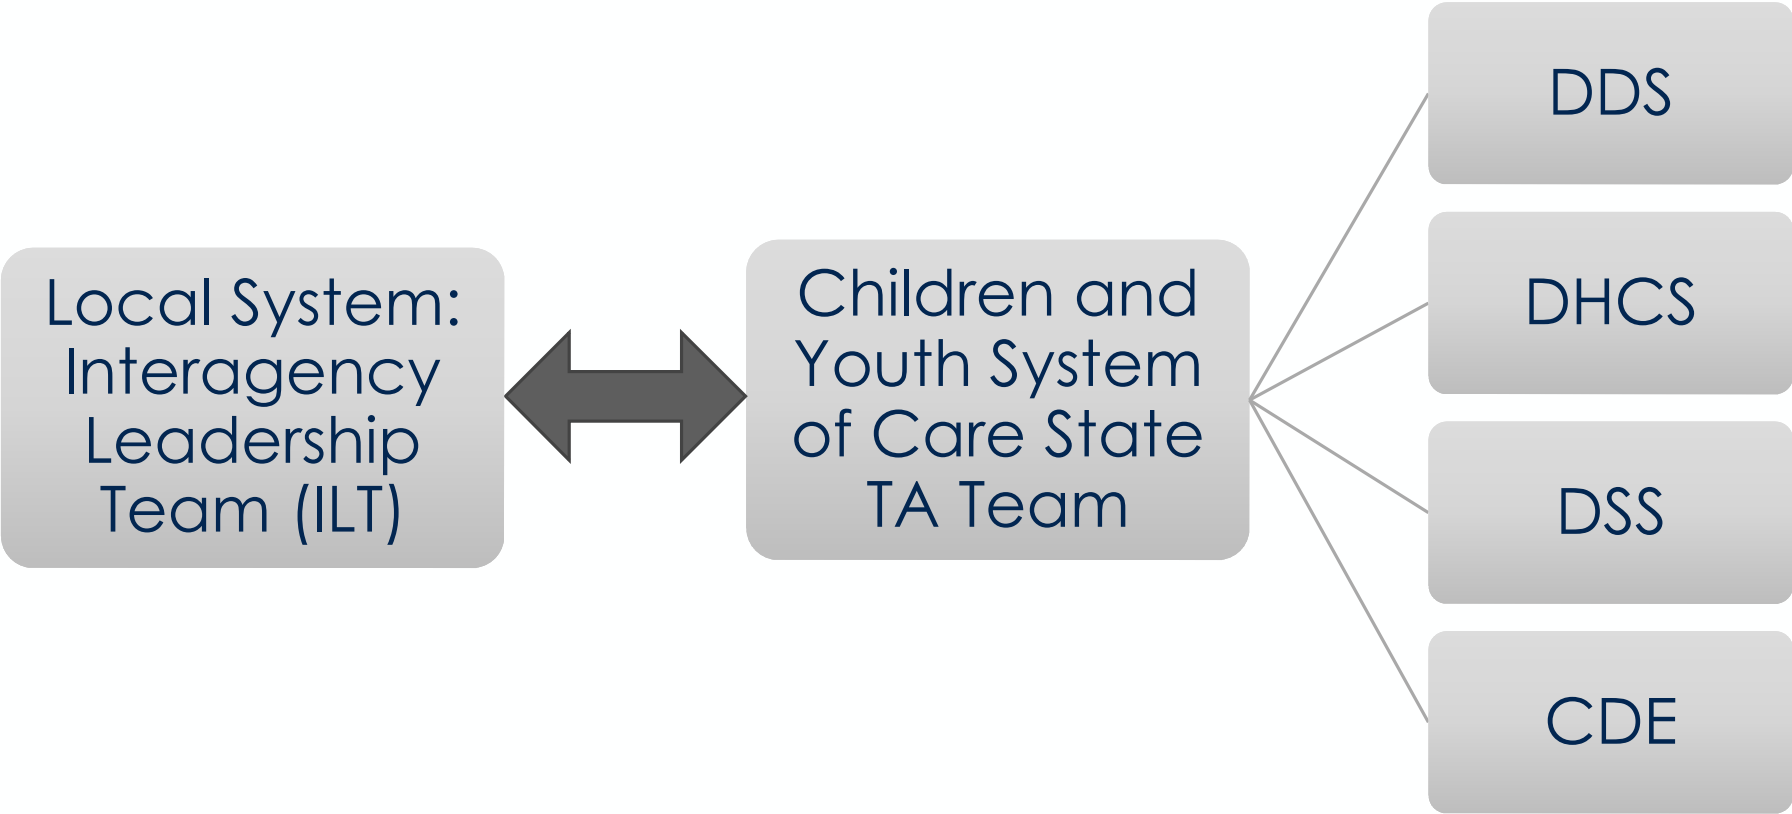 Local System:
Interagency
Leadership
Team (ILT)
Children and
Youth System
of Care State
TA Team
DDS
DHCS
DSS
CDE